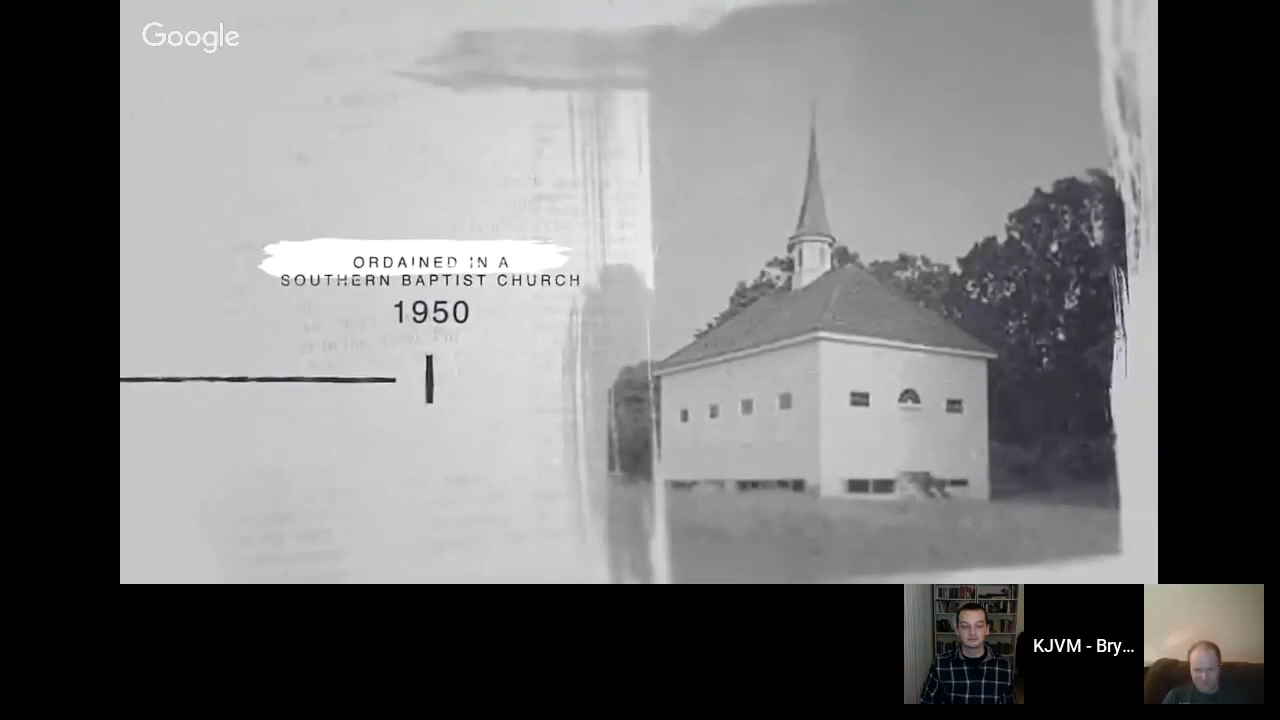 Google
ORDAINED IN A
SOUTHERN BAPTIST CHURCH
1950
KJVM - Bry...